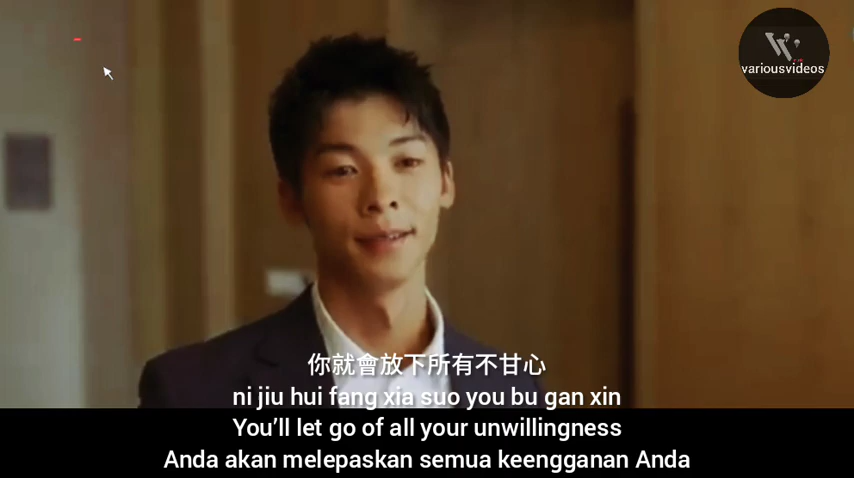 variousvideos
你就會放下所有不甘心
ni jiu hui fang xia suo you bu gan xin
You’ll let go of all your unwillingness
Anda akan melepaskan semua keengganan Anda